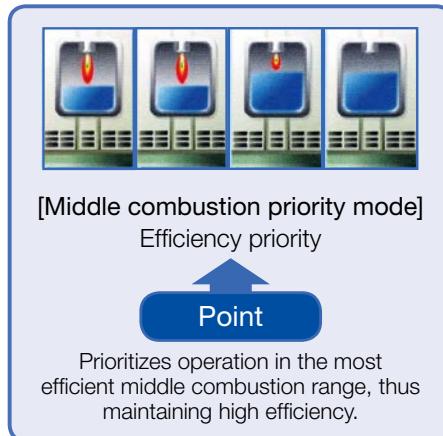 [Middle combustion priority mode]
Efficiency priority
Point
Prioritizes operation in the most
efficient middle combustion range, thus
maintaining high efficiency.